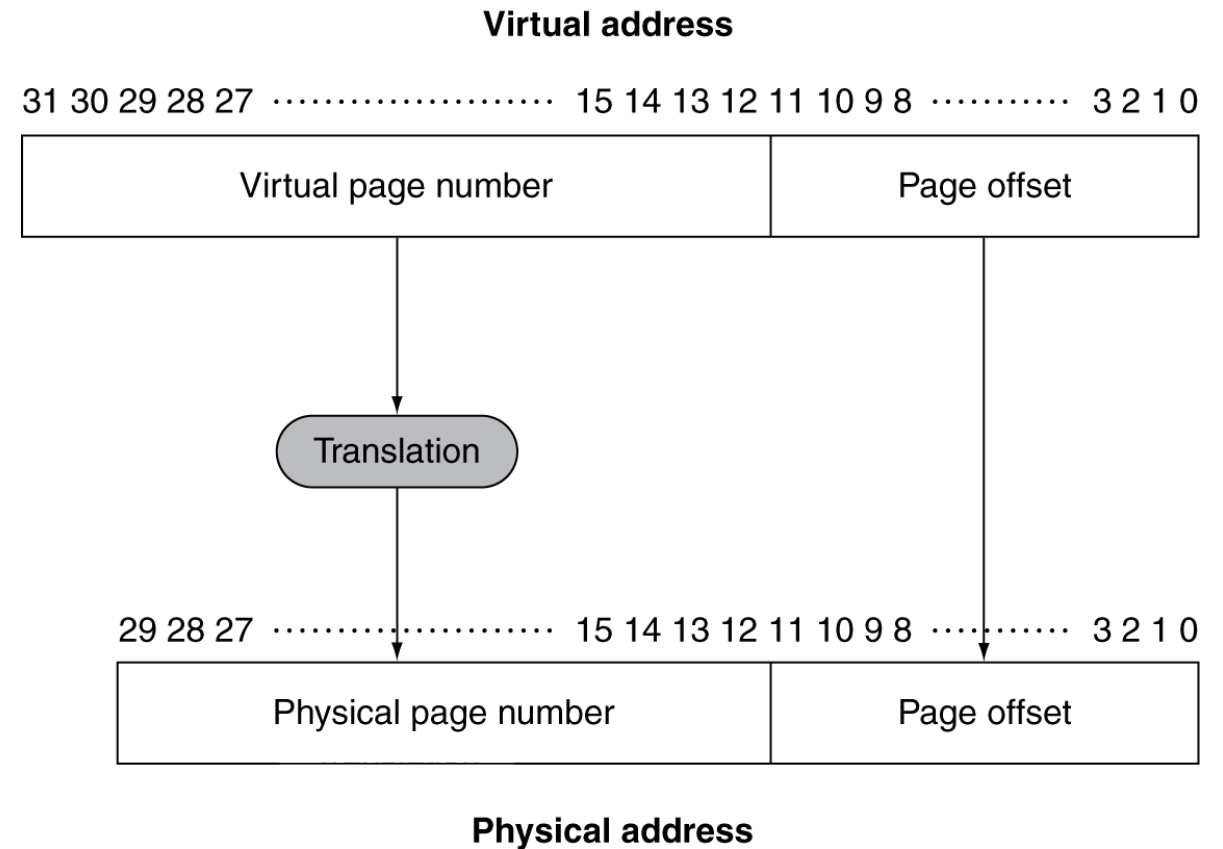 Virtual address
31 30 29 28 27 ······················ 15 14 13 12 11 10 9 8 ··········· 3 2 1 0
Virtual page number Page offset
Translation
29 28 27 ······················ 15 14 13 12 11 10 9 8 ··········· 3 2 1 0
Physical page number Page offset
Physical address